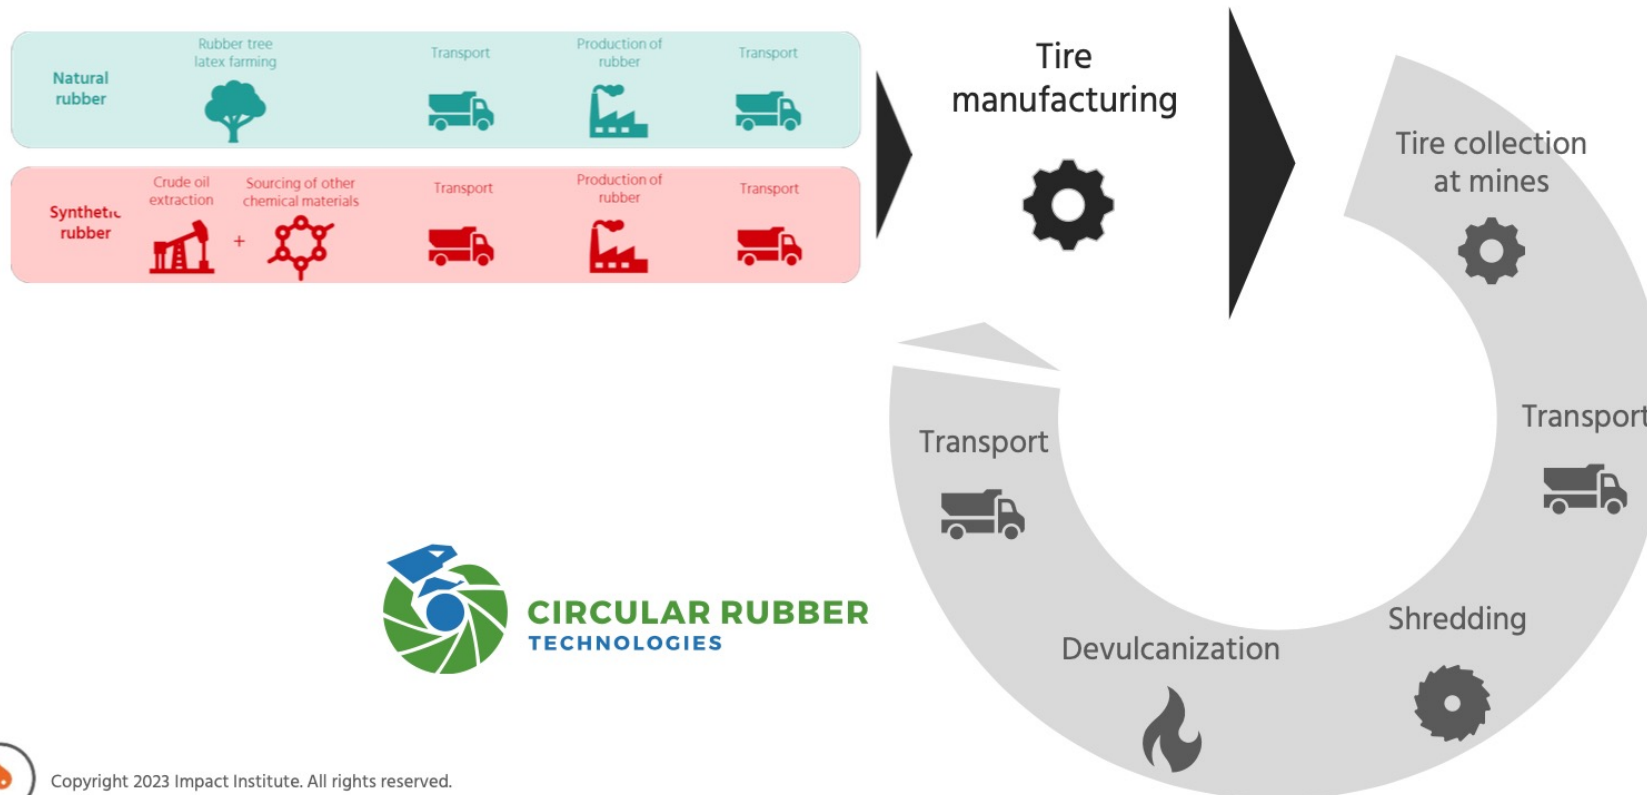 Natural
rubber
Rubber tree
latex farming
Transport
Production of
rubber
Transport
Synthetic
rubber
Crude oil
extraction
+
Sourcing of other
chemical materials
Transport
Production of
rubber
Transport
Tire
manufacturing
Tire collection
at mines
Transport
Shredding
Devulcanization
Transport
CIRCULAR RUBBER
TECHNOLOGIES
Copyright 2023 Impact Institute. All rights reserved.